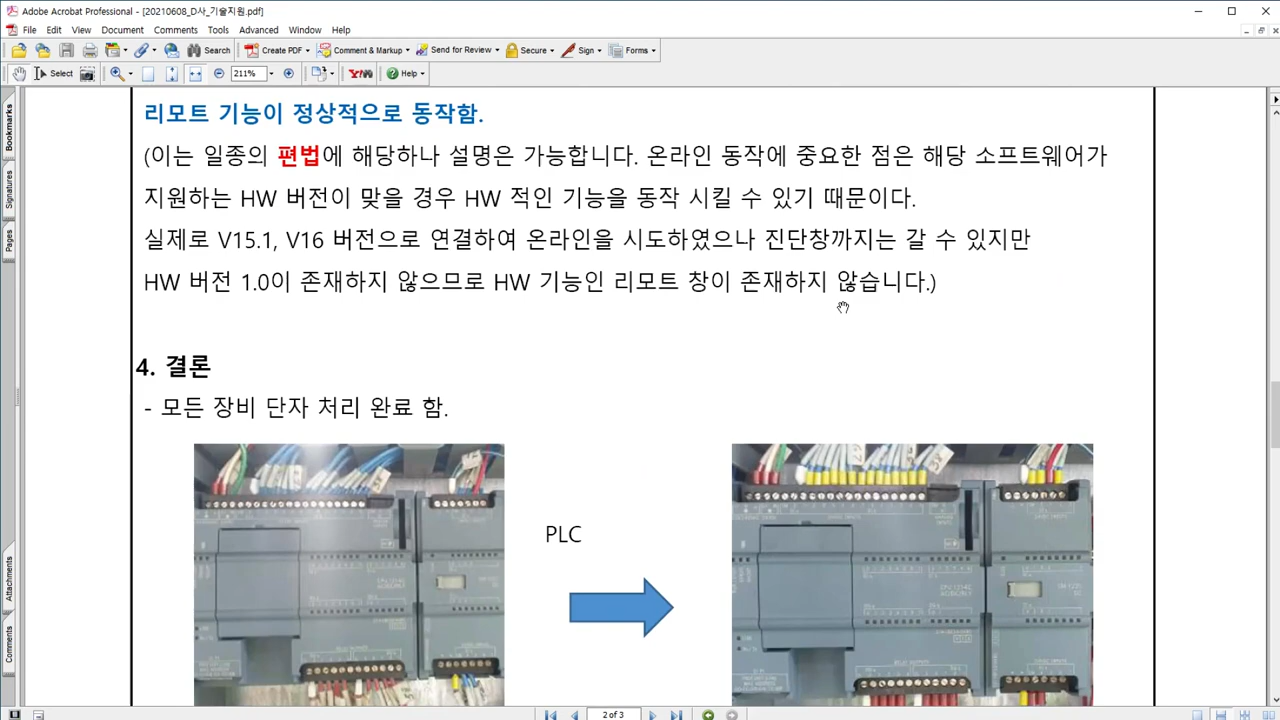 Adobe Acrobat Professional - [20210608_D사_기술지원.pdf]
File Edit View Document Comments Tools Advanced Window Help
Search Create PDF Comment & Markup Send for Review Secure Sign Forms
Select 211% Help
Bookmarks
Signatures
Pages
Attachments
Comments
리모트 기능이 정상적으로 동작함.
(이는 일종의 편법에 해당하나 설명은 가능합니다. 온라인 동작에 중요한 점은 해당 소프트웨어가
지원하는 HW 버전이 맞을 경우 HW 적인 기능을 동작 시킬 수 있기 때문이다.
실제로 V15.1, V16 버전으로 연결하여 온라인을 시도하였으나 진단창까지는 갈 수 있지만
HW 버전 1.0이 존재하지 않으므로 HW 기능인 리모트 창이 존재하지 않습니다.)
4. 결론
- 모든 장비 단자 처리 완료 함.
PLC
2 of 3